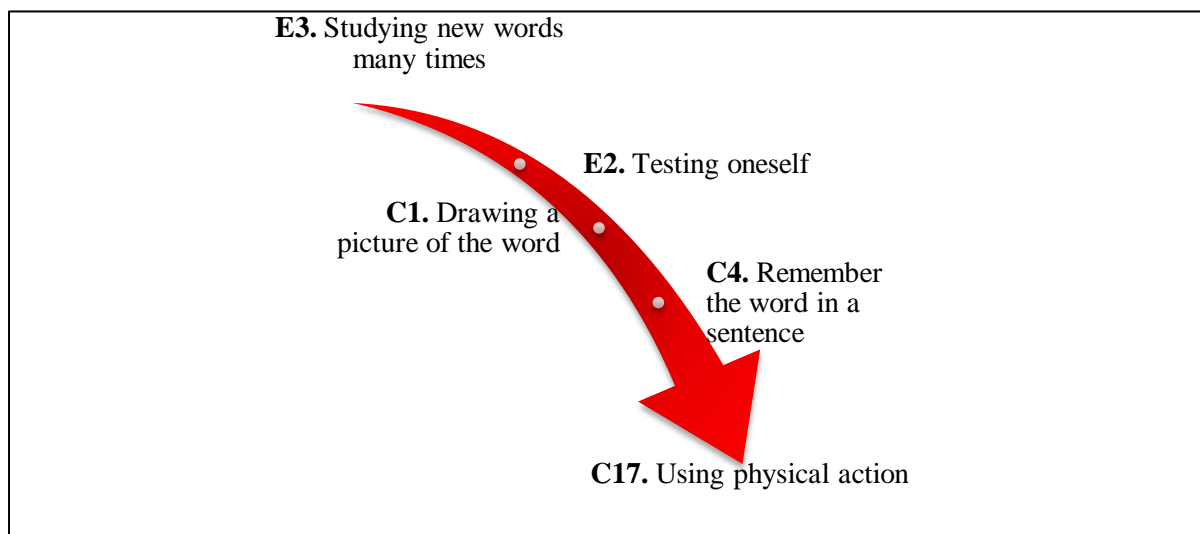 E3. Studying new words
many times
E2. Testing oneself
C1. Drawing a
picture of the word
C4. Remember
the word in a
sentence
C17. Using physical action